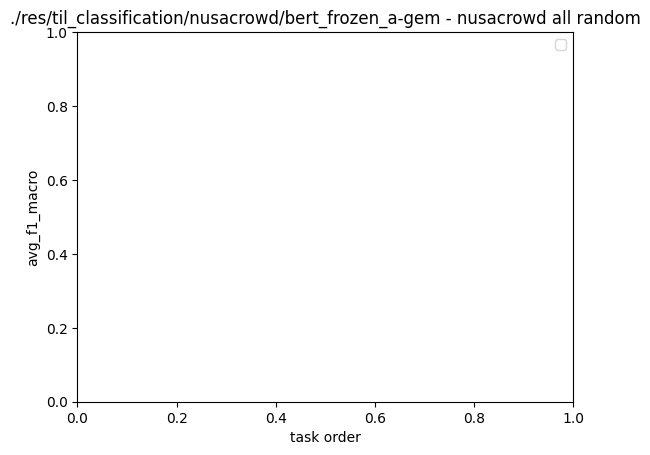 ./res/til_classification/nusacrowd/bert_frozen_a-gem - nusacrowd all random
1.0
0.8
0.6
0.4
0.2
0.0
avg_f1_macro
0.0 0.2 0.4 0.6 0.8 1.0
task order